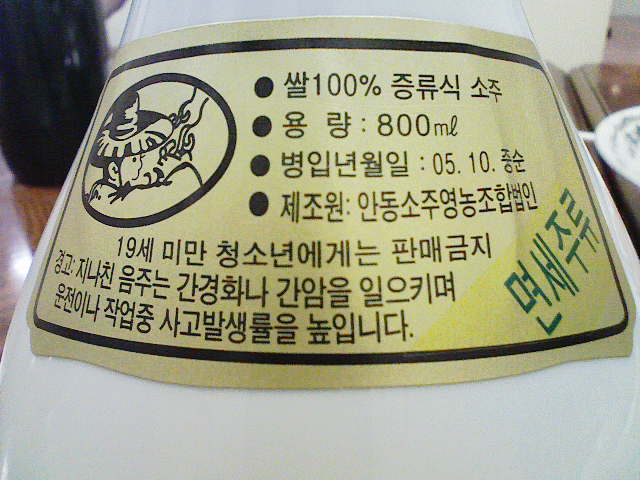 ● 쌀100% 증류식 소주
● 용 량 : 800㎖
● 병입년월일 : 05. 10. 중순
● 제조원: 안동소주영농조합법인
19세 미만 청소년에게는 판매금지
경고: 지나친 음주는 간경화나 간암을 일으키며
운전이나 작업중 사고발생률을 높입니다.
면세주류